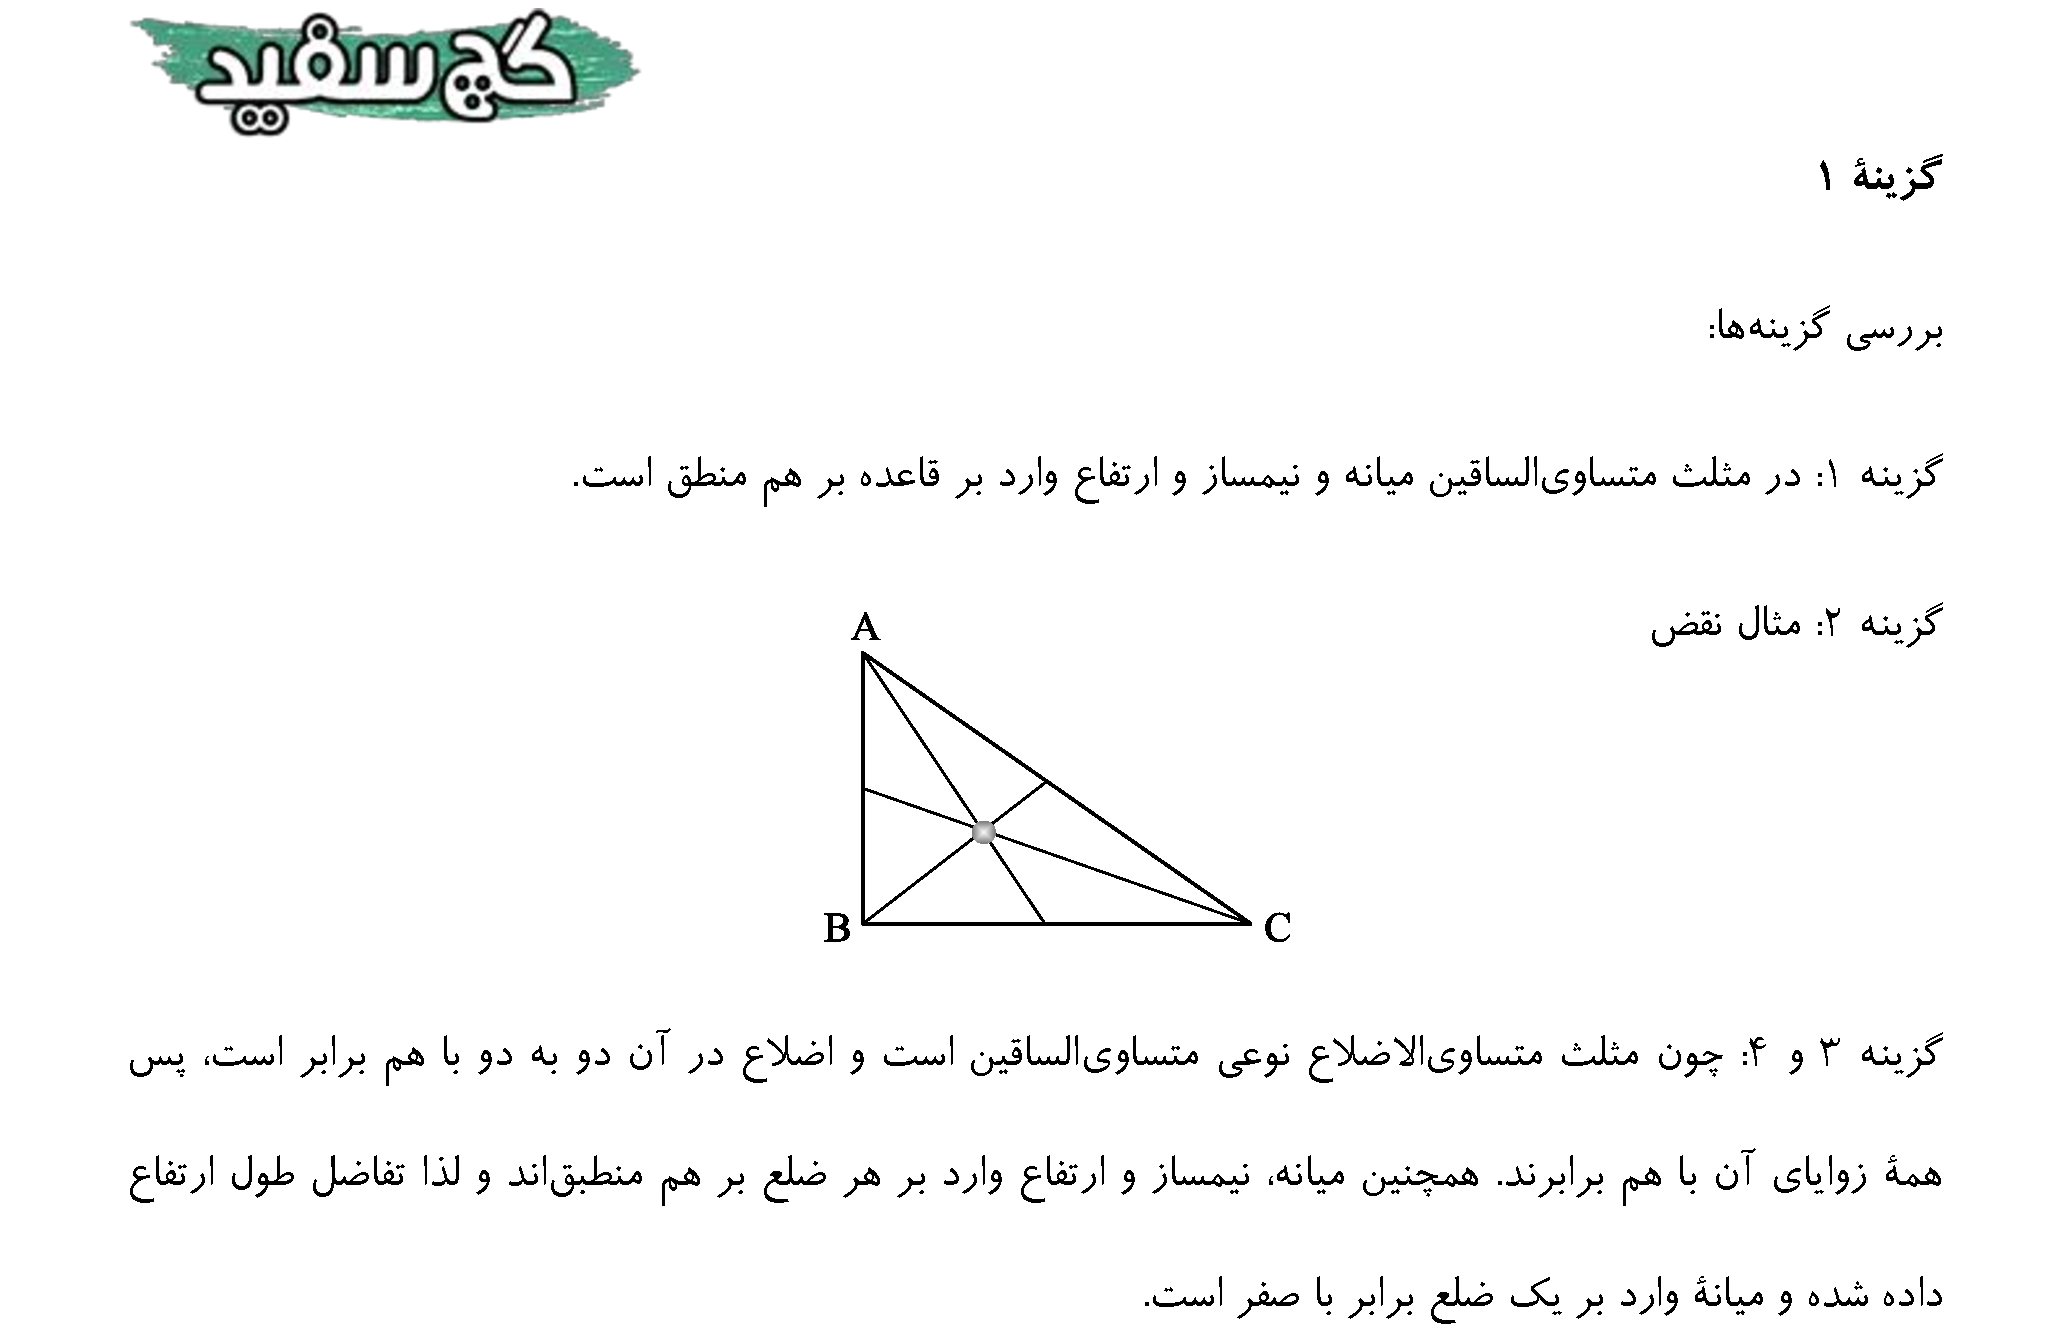 گچ سفید
گزینهٔ ۱
بررسی گزینه‌ها:
گزینه ۱: در مثلث متساوی‌الساقین میانه و نیمساز و ارتفاع وارد بر قاعده بر هم منطق است.
گزینه ۲: مثال نقض
A
B
C
گزینه ۳ و ۴: چون مثلث متساوی‌الاضلاع نوعی متساوی‌الساقین است و اضلاع در آن دو به دو با هم برابر است، پس
همهٔ زوایای آن با هم برابرند. همچنین میانه، نیمساز و ارتفاع وارد بر هر ضلع بر هم منطبق‌اند و لذا تفاضل طول ارتفاع
داده شده و میانهٔ وارد بر یک ضلع برابر با صفر است.